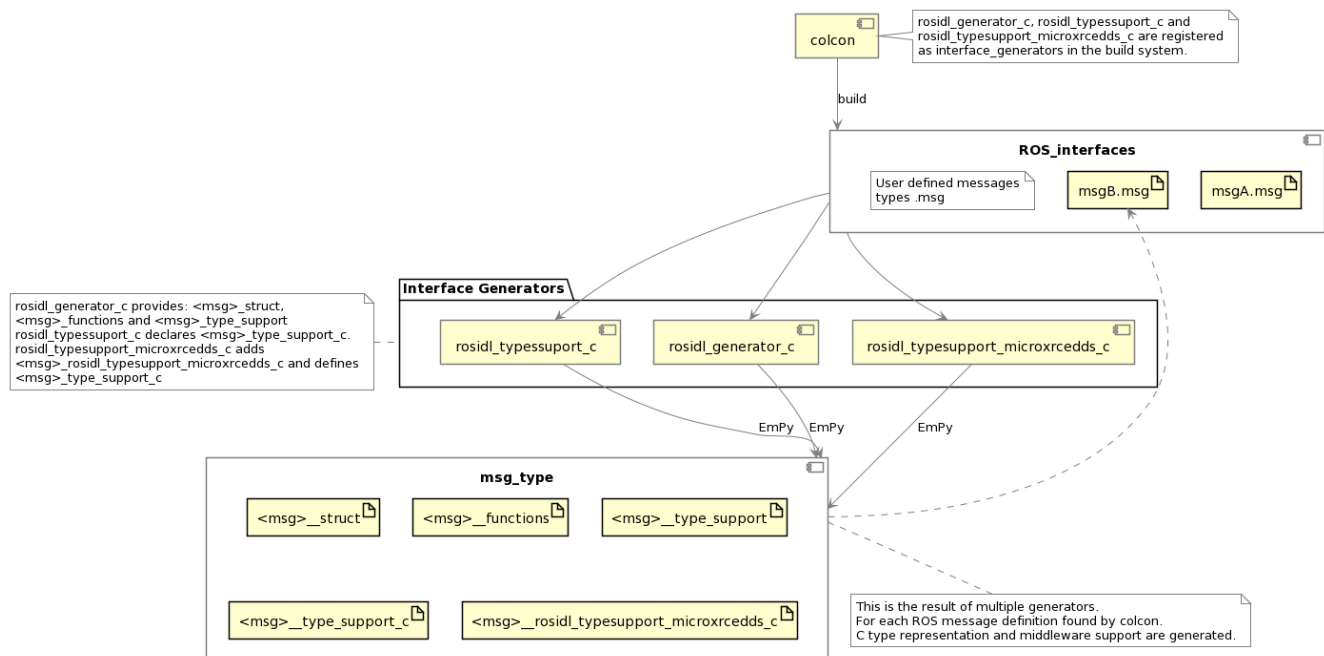 colcon
rosidl_generator_c, rosidl_typessuport_c and
rosidl_typesupport_microxrcedds_c are registered
as interface_generators in the build system.
build
ROS_interfaces
User defined messages
types .msg
msgB.msg
msgA.msg
Interface Generators
rosidl_generator_c provides: <msg>_struct,
<msg>_functions and <msg>_type_support
rosidl_typessuport_c declares <msg>_type_support_c.
rosidl_typesupport_microxrcedds_c adds
<msg>_rosidl_typesupport_microxrcedds_c and defines
<msg>_type_support_c
rosidl_typessuport_c
rosidl_generator_c
rosidl_typesupport_microxrcedds_c
EmPy
EmPy
EmPy
msg_type
<msg>__struct
<msg>__functions
<msg>__type_support
<msg>__type_support_c
<msg>__rosidl_typesupport_microxrcedds_c
This is the result of multiple generators.
For each ROS message definition found by colcon.
C type representation and middleware support are generated.